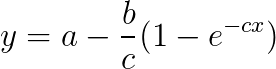 y = a - \frac{b}{c}(1 - e^{-cx})